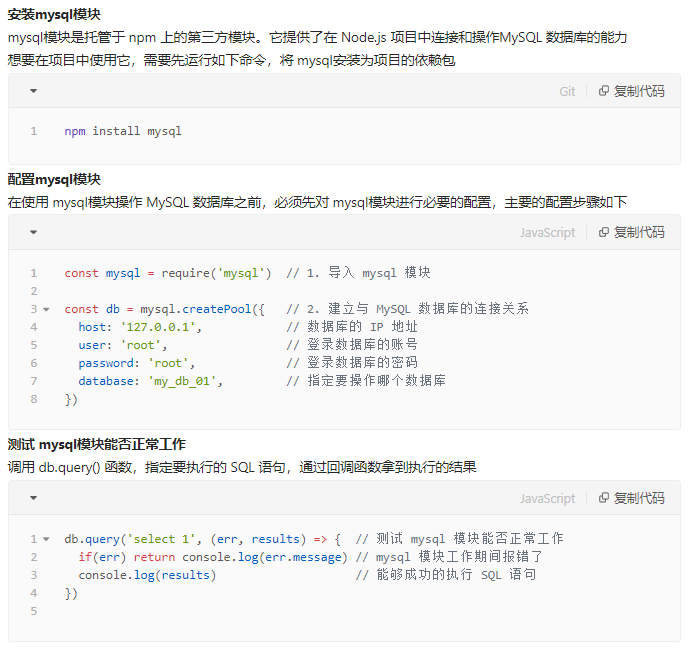 安装mysql模块
mysql模块是托管于 npm 上的第三方模块。它提供了在 Node.js 项目中连接和操作MySQL 数据库的能力
想要在项目中使用它，需要先运行如下命令，将 mysql安装为项目的依赖包
Git 复制代码
1 npm install mysql
配置mysql模块
在使用 mysql模块操作 MySQL 数据库之前，必须先对 mysql模块进行必要的配置，主要的配置步骤如下
JavaScript 复制代码
1 const mysql = require('mysql')  // 1. 导入 mysql 模块
2
3 const db = mysql.createPool({   // 2. 建立与 MySQL 数据库的连接关系
4   host: '127.0.0.1',            // 数据库的 IP 地址
5   user: 'root',                 // 登录数据库的账号
6   password: 'root',             // 登录数据库的密码
7   database: 'my_db_01',         // 指定要操作哪个数据库
8 })
测试 mysql模块能否正常工作
调用 db.query() 函数，指定要执行的 SQL 语句，通过回调函数拿到执行的结果
JavaScript 复制代码
1 db.query('select 1', (err, results) => {  // 测试 mysql 模块能否正常工作
2   if(err) return console.log(err.message) // mysql 模块工作期间报错了
3   console.log(results)                    // 能够成功的执行 SQL 语句
4 })
5